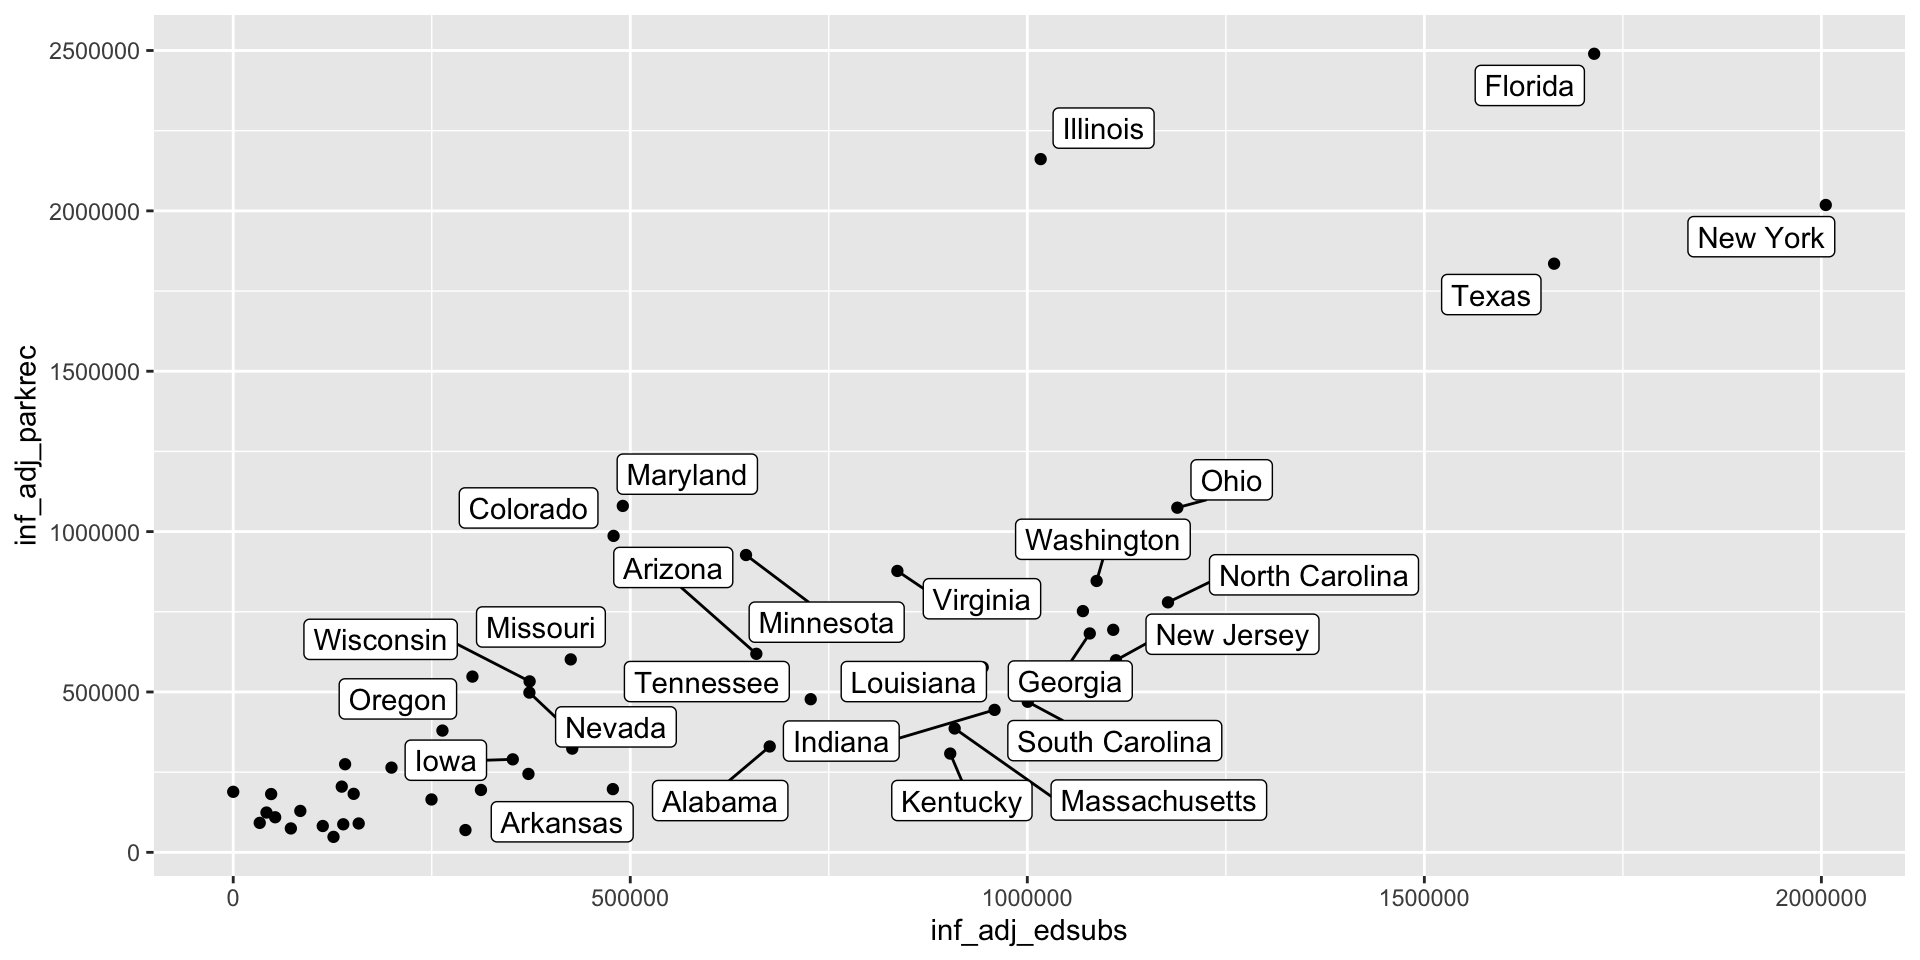 2500000
Florida
Illinois
2000000
New York
Texas
inf_adj_parkrec
1500000
Maryland
Ohio
Colorado
1000000
Washington
Arizona
North Carolina
Virginia
Minnesota
Missouri
Wisconsin
New Jersey
Tennessee
Louisiana
Georgia
500000
Oregon
Nevada
Indiana
South Carolina
Iowa
Alabama
Kentucky
Massachusetts
Arkansas
0
0
500000
1000000
1500000
2000000
inf_adj_edsubs